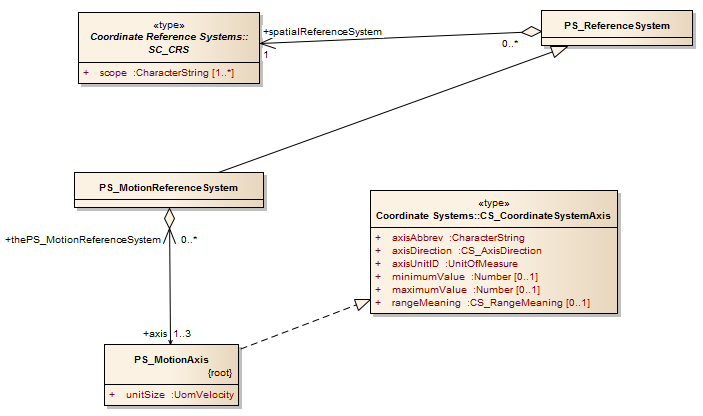 «type»
Coordinate Reference Systems::
SC_CRS
+ scope :CharacterString [1..*]
+spatialReferenceSystem
1
0..*
PS_ReferenceSystem
PS_MotionReferenceSystem
+thePS_MotionReferenceSystem
0..*
«type»
Coordinate Systems::CS_CoordinateSystemAxis
+ axisAbbrev :CharacterString
+ axisDirection :CS_AxisDirection
+ axisUnitID :UnitOfMeasure
+ minimumValue :Number [0..1]
+ maximumValue :Number [0..1]
+ rangeMeaning :CS_RangeMeaning [0..1]
+axis 1..3
PS_MotionAxis
{root}
+ unitSize :UomVelocity